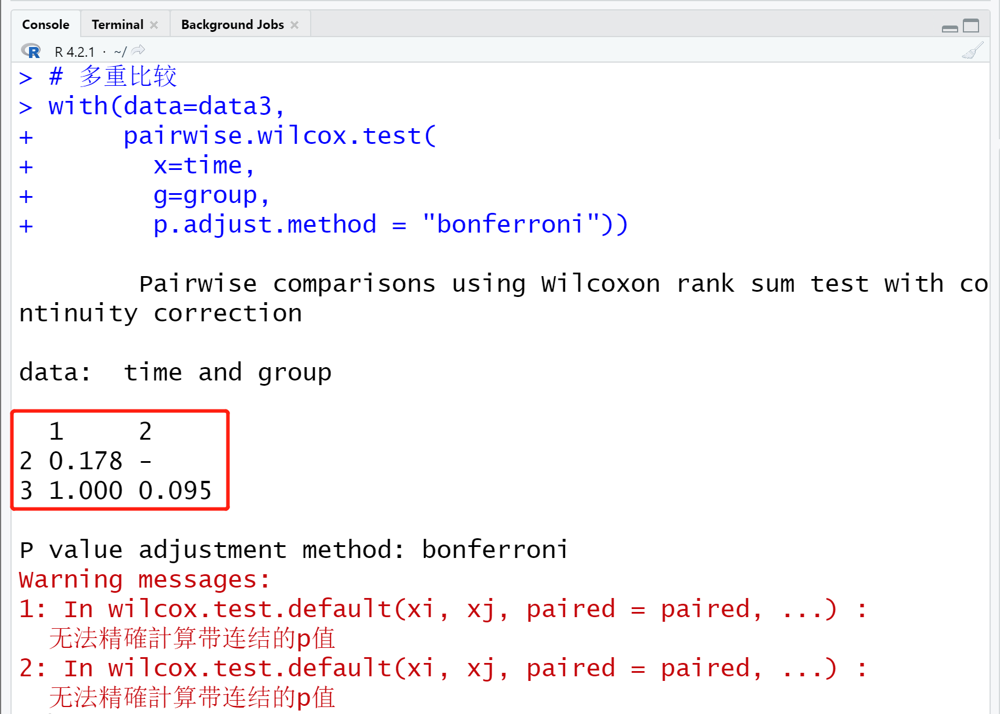 Console Terminal Background Jobs
R R 4.2.1 · ~/
> # 多重比较
> with(data=data3,
+      pairwise.wilcox.test(
+        x=time,
+        g=group,
+        p.adjust.method = "bonferroni"))
        Pairwise comparisons using Wilcoxon rank sum test with co
ntinuity correction
data:  time and group
  1     2
2 0.178 -
3 1.000 0.095
P value adjustment method: bonferroni
Warning messages:
1: In wilcox.test.default(xi, xj, paired = paired, ...) :
  无法精確計算带连结的p值
2: In wilcox.test.default(xi, xj, paired = paired, ...) :
  无法精確計算带连结的p值